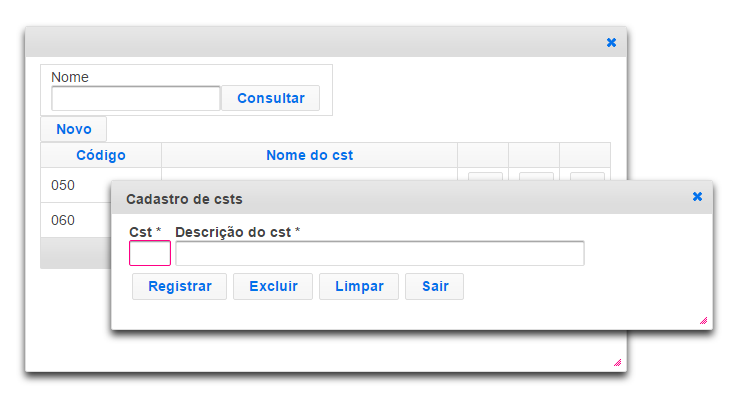 Nome
Consultar
Novo
Código Nome do cst
050
060
Cadastro de csts
Cst * Descrição do cst *
Registrar Excluir Limpar Sair